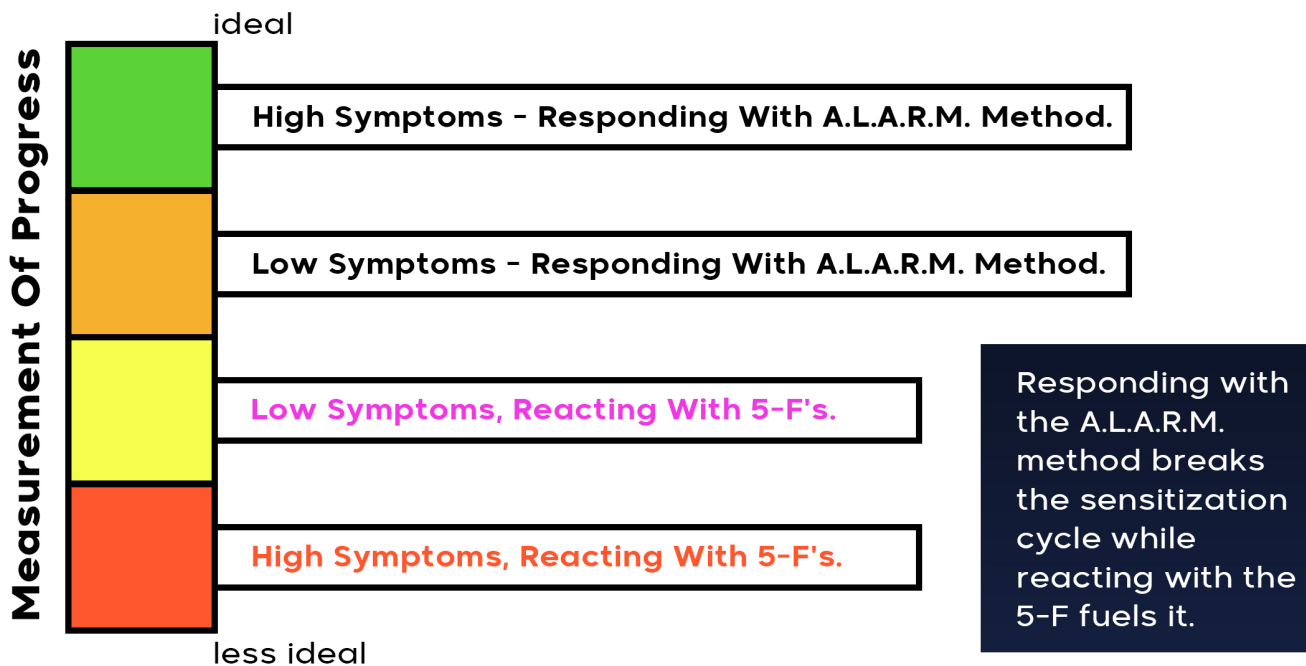 ideal
Measurement Of Progress
High Symptoms - Responding With A.L.A.R.M. Method.
Low Symptoms - Responding With A.L.A.R.M. Method.
Low Symptoms, Reacting With 5-F's.
High Symptoms, Reacting With 5-F's.
less ideal
Responding with
the A.L.A.R.M.
method breaks
the sensitization
cycle while
reacting with the
5-F fuels it.